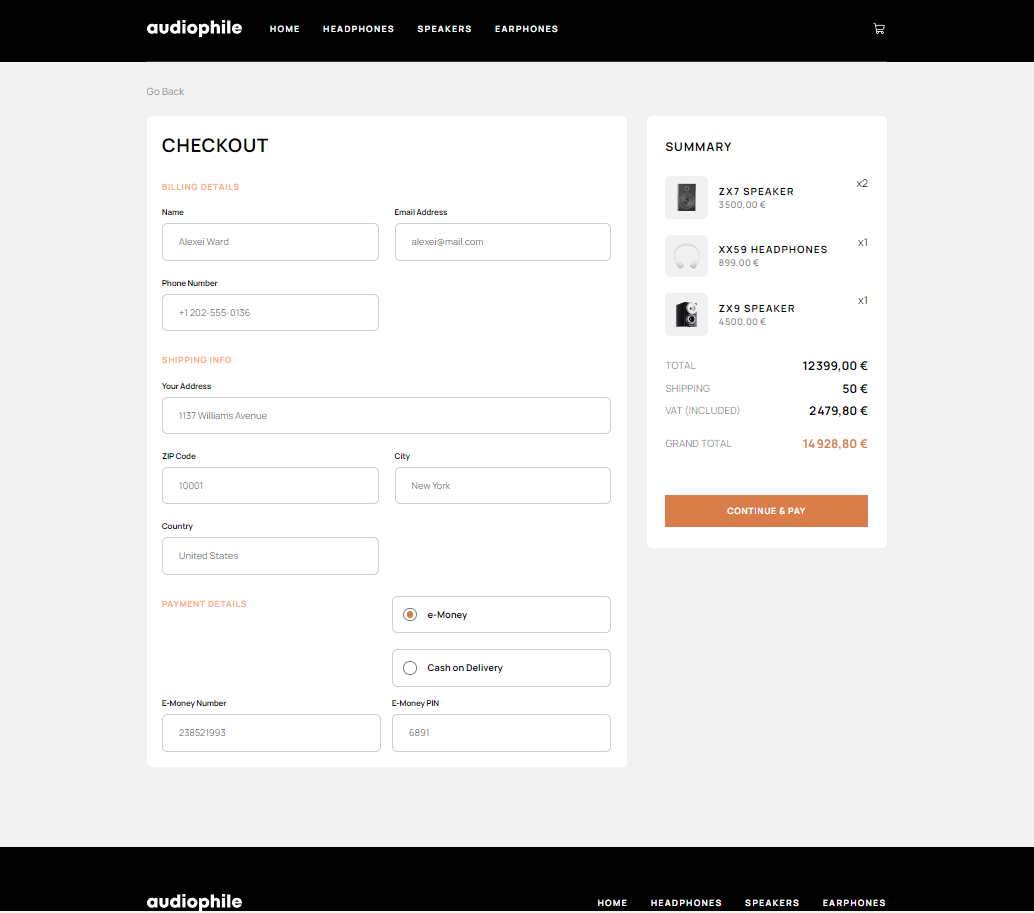 audiophile HOME HEADPHONES SPEAKERS EARPHONES
Go Back
CHECKOUT
BILLING DETAILS
Name Email Address
Alexei Ward alexei@mail.com
Phone Number
+1 202-555-0136
SHIPPING INFO
Your Address
1137 Williams Avenue
ZIP Code City
10001 New York
Country
United States
PAYMENT DETAILS
e-Money
Cash on Delivery
E-Money Number E-Money PIN
238521993 6891
SUMMARY
ZX7 SPEAKER x2
3500,00 €
XX59 HEADPHONES x1
899,00 €
ZX9 SPEAKER x1
4500,00 €
TOTAL 12399,00 €
SHIPPING 50 €
VAT (INCLUDED) 2479,80 €
GRAND TOTAL 14928,80 €
CONTINUE & PAY
audiophile HOME HEADPHONES SPEAKERS EARPHONES